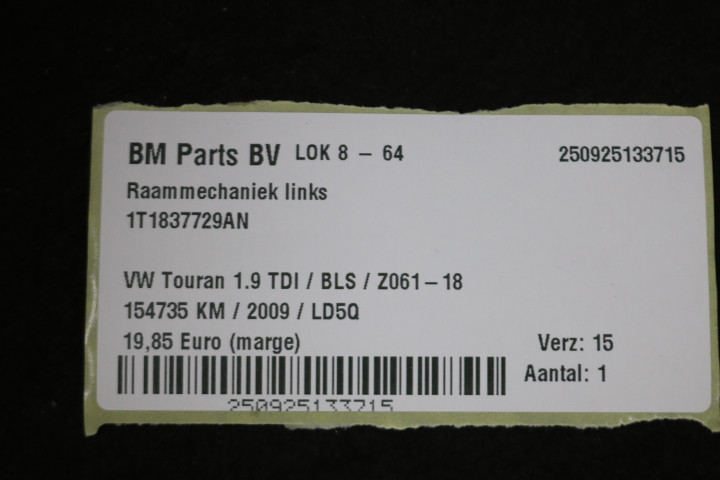 BM Parts BV LOK 8 - 64 250925133715
Raammechaniek links
1T1837729AN
VW Touran 1.9 TDI / BLS / Z061-18
154735 KM / 2009 / LD5Q
19,85 Euro (marge) Verz: 15
Aantal: 1
250925133715